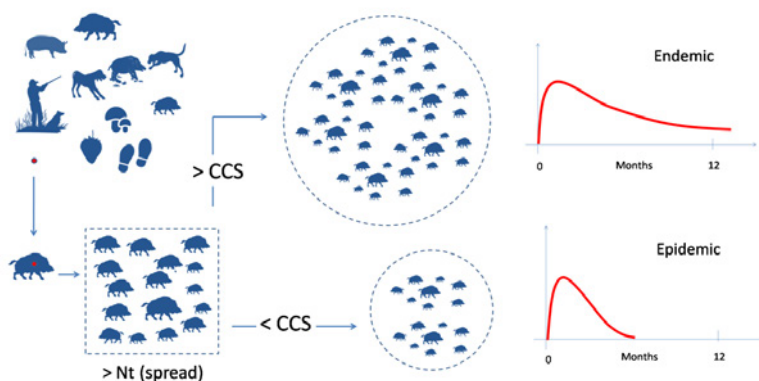 Endemic
0
Months
12
> CCS
Epidemic
< CCS
0
Months
12
> Nt (spread)